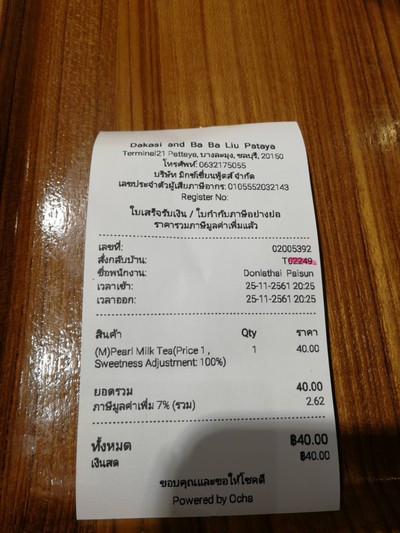 Dakasi and Ba Ba Liu Pataya
Terminal21 Pattaya, บางละมุง, ชลบุรี, 20150
โทรศัพท์: 0632175055
บริษัท มิกซ์เซี่ยนฟู้ดส์ จำกัด
เลขประจำตัวผู้เสียภาษีอากร: 0105552032143
Register No:
ใบเสร็จรับเงิน / ใบกำกับภาษีอย่างย่อ
ราคารวมภาษีมูลค่าเพิ่มแล้ว
เลขที่: 02005392
สั่งกลับบ้าน: T62249
ชื่อพนักงาน: Donlathai Paisun
เวลาเข้า: 25-11-2561 20:25
เวลาออก: 25-11-2561 20:25
สินค้า Qty ราคา
(M)Pearl Milk Tea(Price 1 , 1 40.00
Sweetness Adjustment: 100%)
ยอดรวม 40.00
ภาษีมูลค่าเพิ่ม 7% (รวม) 2.62
ทั้งหมด ฿40.00
เงินสด ฿40.00
ขอบคุณและขอให้โชคดี
Powered by Ocha